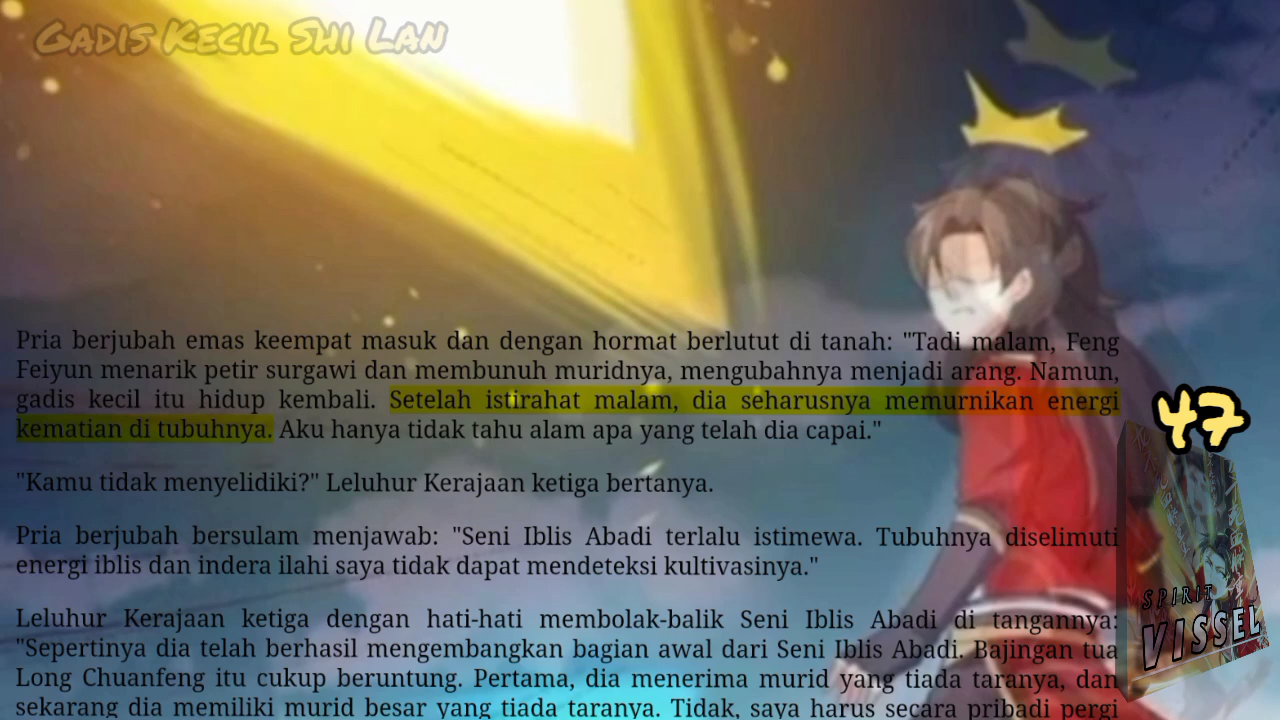 Gadis Kecil Shi Lan
Pria berjubah emas keempat masuk dan dengan hormat berlutut di tanah: "Tadi malam, Feng
Feiyun menarik petir surgawi dan membunuh muridnya, mengubahnya menjadi arang. Namun,
gadis kecil itu hidup kembali. Setelah istirahat malam, dia seharusnya memurnikan energi
kematian di tubuhnya. Aku hanya tidak tahu alam apa yang telah dia capai."
"Kamu tidak menyelidiki?" Leluhur Kerajaan ketiga bertanya.
Pria berjubah bersulam menjawab: "Seni Iblis Abadi terlalu istimewa. Tubuhnya diselimuti
energi iblis dan indera ilahi saya tidak dapat mendeteksi kultivasinya."
Leluhur Kerajaan ketiga dengan hati-hati membolak-balik Seni Iblis Abadi di tangannya:
"Sepertinya dia telah berhasil mengembangkan bagian awal dari Seni Iblis Abadi. Bajingan tua
Long Chuanfeng itu cukup beruntung. Pertama, dia menerima murid yang tiada taranya, dan
sekarang dia memiliki murid besar yang tiada taranya. Tidak, saya harus secara pribadi pergi
47
SPIRIT
VISSEL